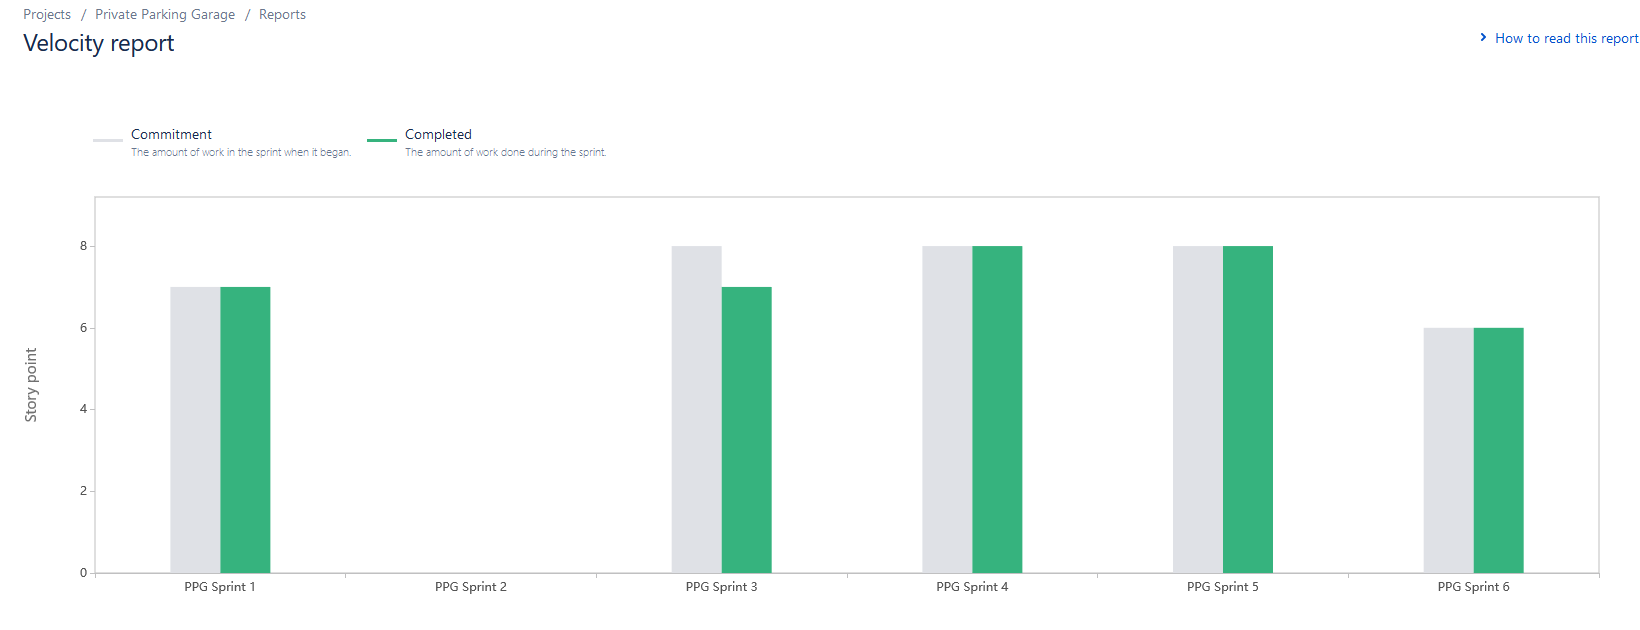 Projects / Private Parking Garage / Reports
Velocity report
How to read this report
Commitment
The amount of work in the sprint when it began.
Completed
The amount of work done during the sprint.
Story point
8
6
4
2
0
PPG Sprint 1
PPG Sprint 2
PPG Sprint 3
PPG Sprint 4
PPG Sprint 5
PPG Sprint 6